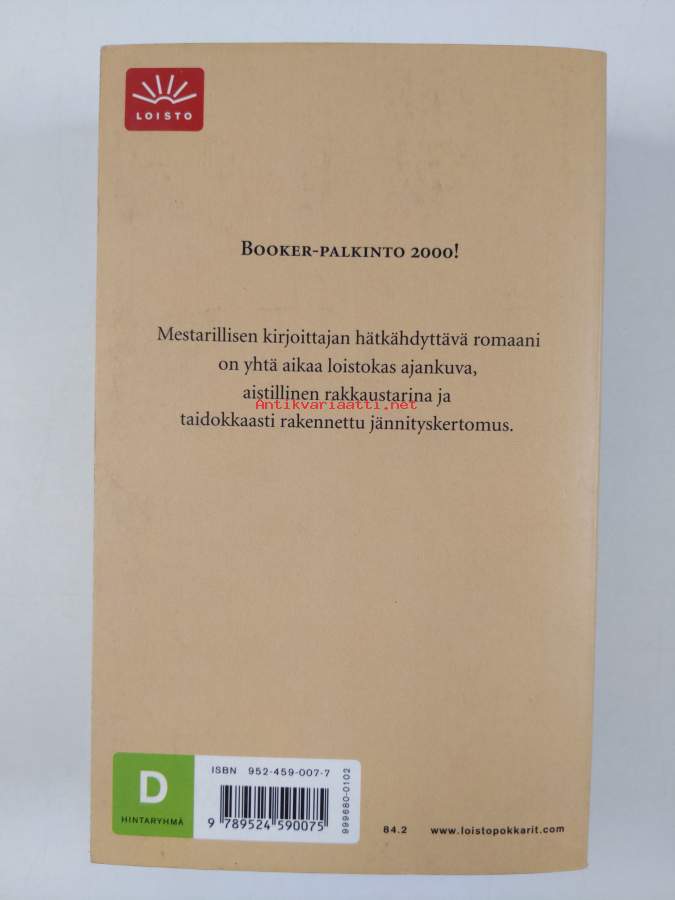 LOISTO
BOOKER-PALKINTO 2000!
Mestarillisen kirjoittajan hätkähdyttävä romaani
on yhtä aikaa loistokas ajankuva,
aistillinen rakkaustarina ja
Antikvariaatti.net
taidokkaasti rakennettu jännityskertomus.
D
HINTARYHMÄ
ISBN 952-459-007-7
9 789524 590075
999680-0102
84.2 www.loistopokkarit.com